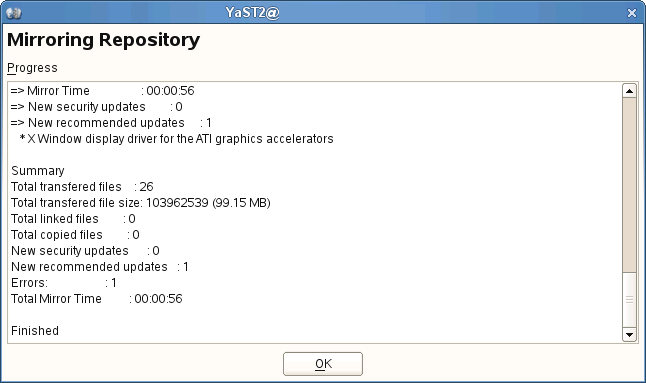 YaST2@
Mirroring Repository
Progress
=> Mirror Time : 00:00:56
=> New security updates : 0
=> New recommended updates : 1
* X Window display driver for the ATI graphics accelerators
Summary
Total transfered files : 26
Total transfered file size: 103962539 (99.15 MB)
Total linked files : 0
Total copied files : 0
New security updates : 0
New recommended updates : 1
Errors: : 1
Total Mirror Time : 00:00:56
Finished
OK